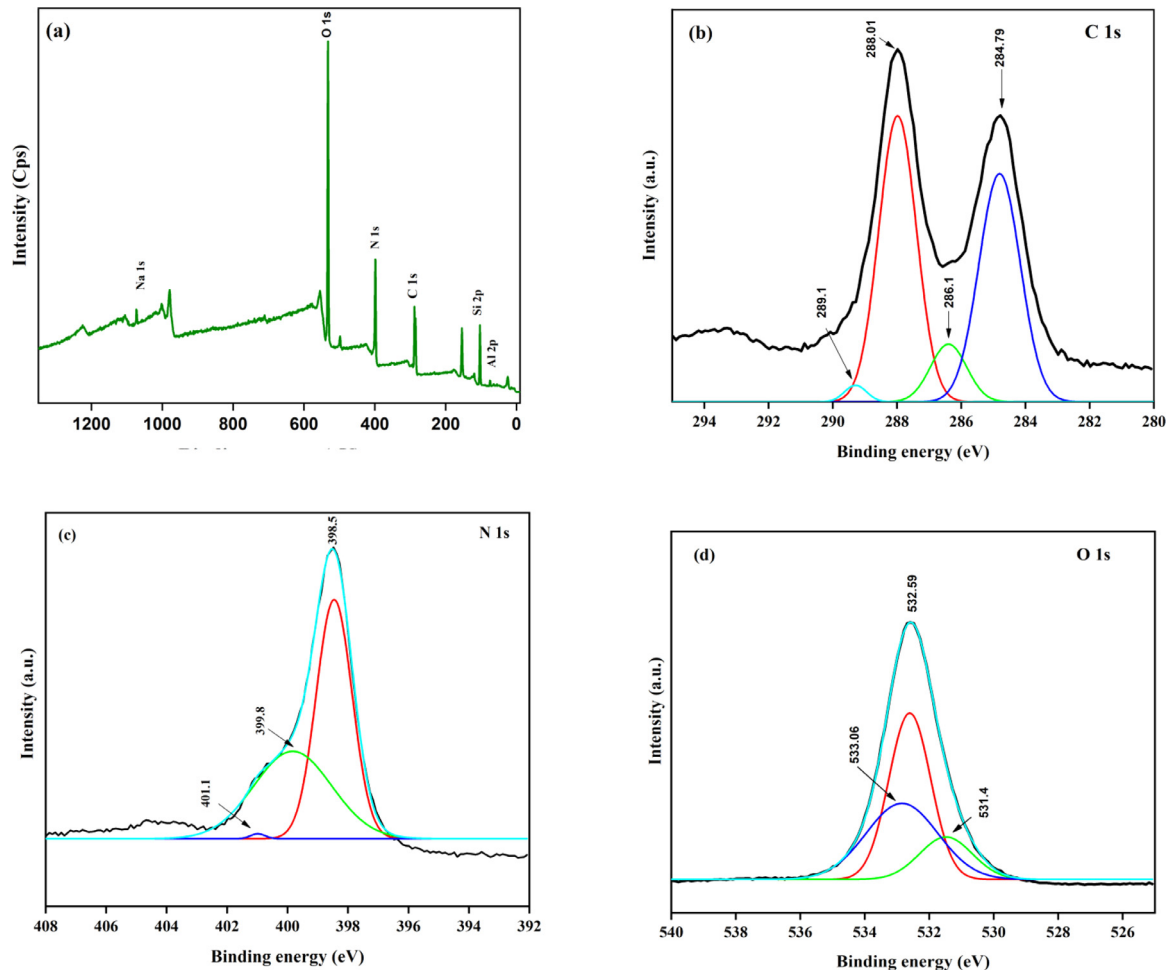 (a)
O 1s
Na 1s
N 1s
C 1s
Si 2p
Al 2p
Intensity (Cps)
1200 1000 800 600 400 200 0
(b)
C 1s
288.01
284.79
289.1
286.1
Intensity (a.u.)
294 292 290 288 286 284 282 280
Binding energy (eV)
(c)
N 1s
398.5
399.8
401.1
Intensity (a.u.)
408 406 404 402 400 398 396 394 392
Binding energy (eV)
(d)
O 1s
532.59
533.06
531.4
Intensity (a.u.)
540 538 536 534 532 530 528 526
Binding energy (eV)